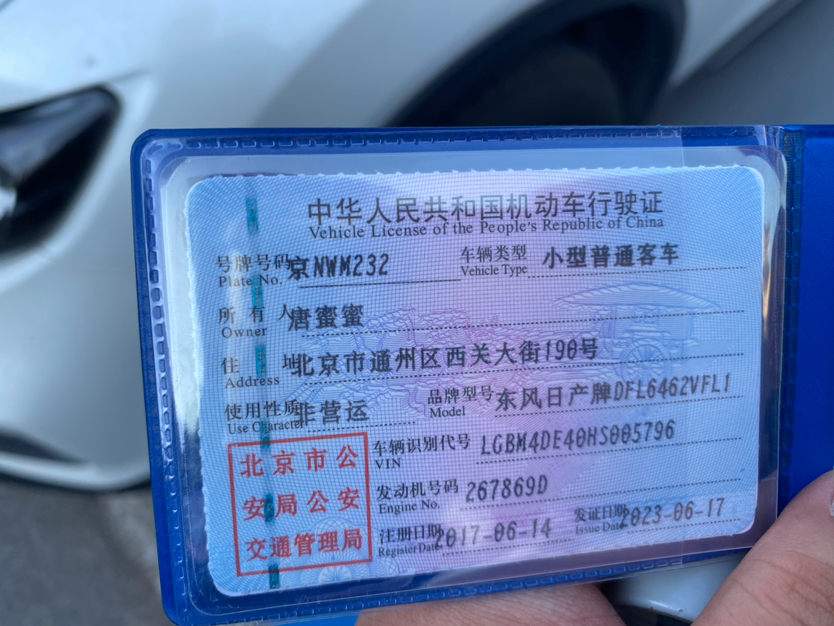 中华人民共和国机动车行驶证
Vehicle License of the People's Republic of China
号牌号码 京NWM232 车辆类型 小型普通客车
Plate No. Vehicle Type
所有人 唐蜜蜜
Owner
住址 北京市通州区西关大街190号
Address
使用性质 非营运 品牌型号 东风日产牌DFL6462VFL1
Use Character Model
北京市公
安局公安
交通管理局
车辆识别代号 LGBM4DE40HS005796
VIN
发动机号码 267869D
Engine No.
注册日期 2017-06-14 发证日期 2023-06-17
Register Date Issue Date